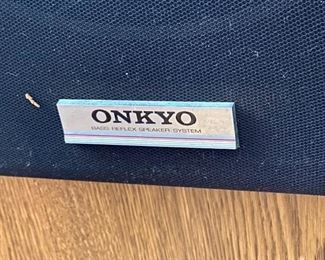 ONKYO
BASS REFLEX SPEAKER SYSTEM